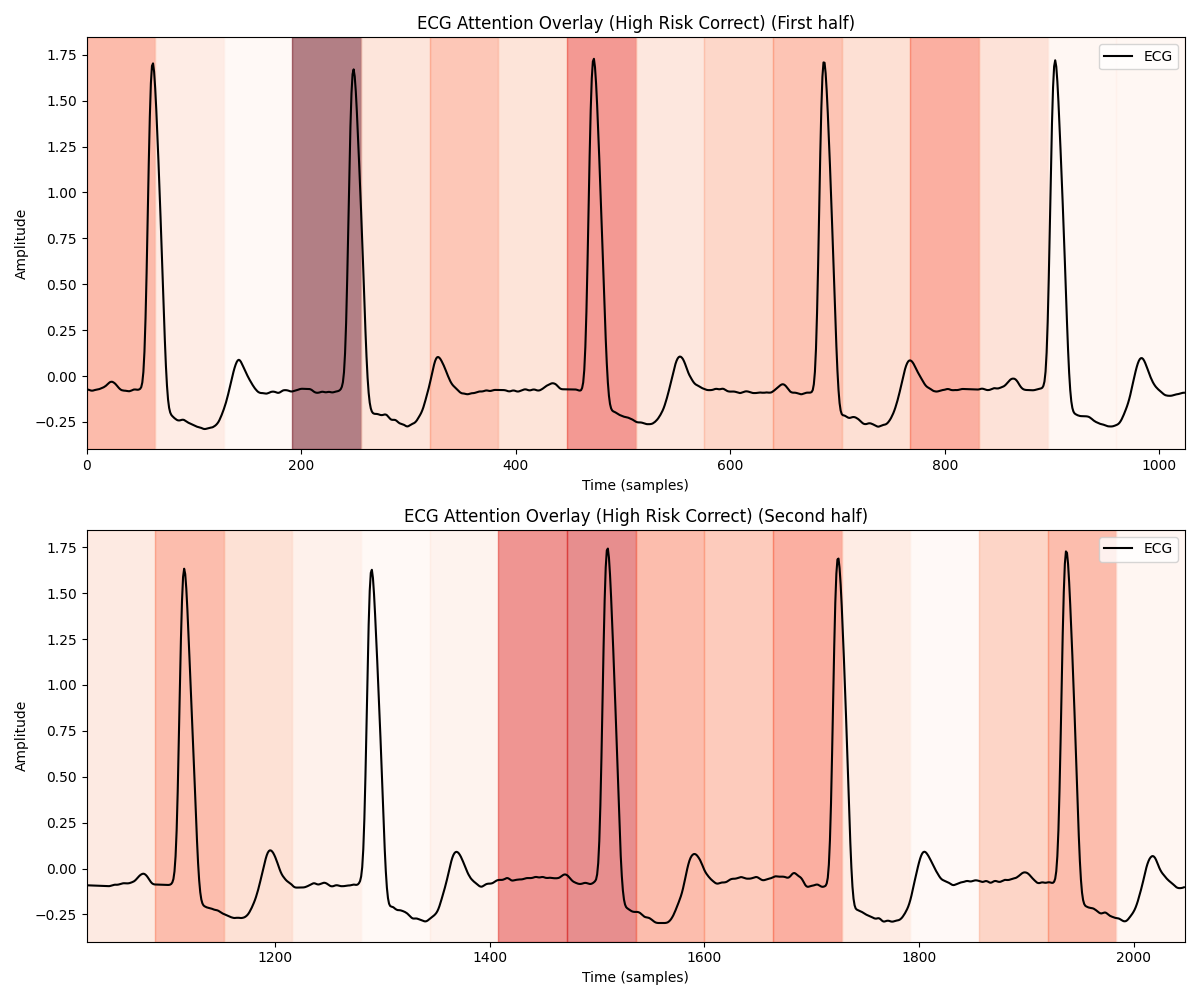 ECG Attention Overlay (High Risk Correct) (First half)
ECG
1.75
1.50
1.25
1.00
0.75
0.50
0.25
0.00
−0.25
Amplitude
0 200 400 600 800 1000
Time (samples)
ECG Attention Overlay (High Risk Correct) (Second half)
ECG
1.75
1.50
1.25
1.00
0.75
0.50
0.25
0.00
−0.25
Amplitude
1200 1400 1600 1800 2000
Time (samples)